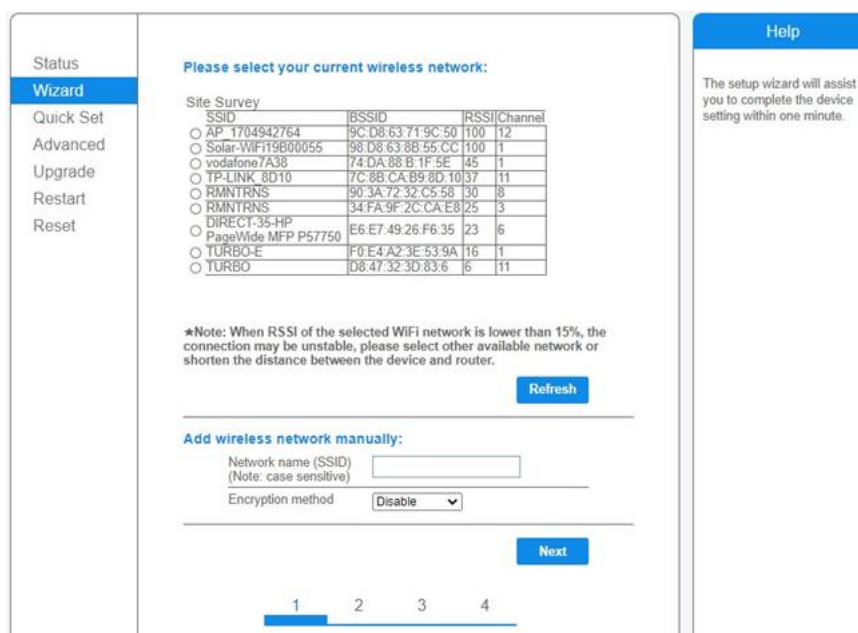 Status
Wizard
Quick Set
Advanced
Upgrade
Restart
Reset
Please select your current wireless network:
Site Survey
SSID BSSID RSSI Channel
AP_1704942764 9C:D8:63:71:9C:50 100 12
Solar-WiFi19B00055 98:D8:63:8B:55:CC 100 1
vodafone7A38 74:DA:88:B:1F:5E 45 1
TP-LINK_8D10 7C:8B:CA:B9:8D:10 37 11
RMNTRNS 90:3A:72:32:C5:58 30 8
RMNTRNS 34:FA:9F:2C:CA:E8 25 3
DIRECT-35-HP
PageWide MFP P57750 E6:E7:49:26:F6:35 23 6
TURBO-E F0:E4:A2:3E:53:9A 16 1
TURBO D8:47:32:3D:83:6 6 11
★Note: When RSSI of the selected WiFi network is lower than 15%, the
connection may be unstable, please select other available network or
shorten the distance between the device and router.
Refresh
Add wireless network manually:
Network name (SSID)
(Note: case sensitive)
Encryption method Disable
Next
1 2 3 4
Help
The setup wizard will assist
you to complete the device
setting within one minute.